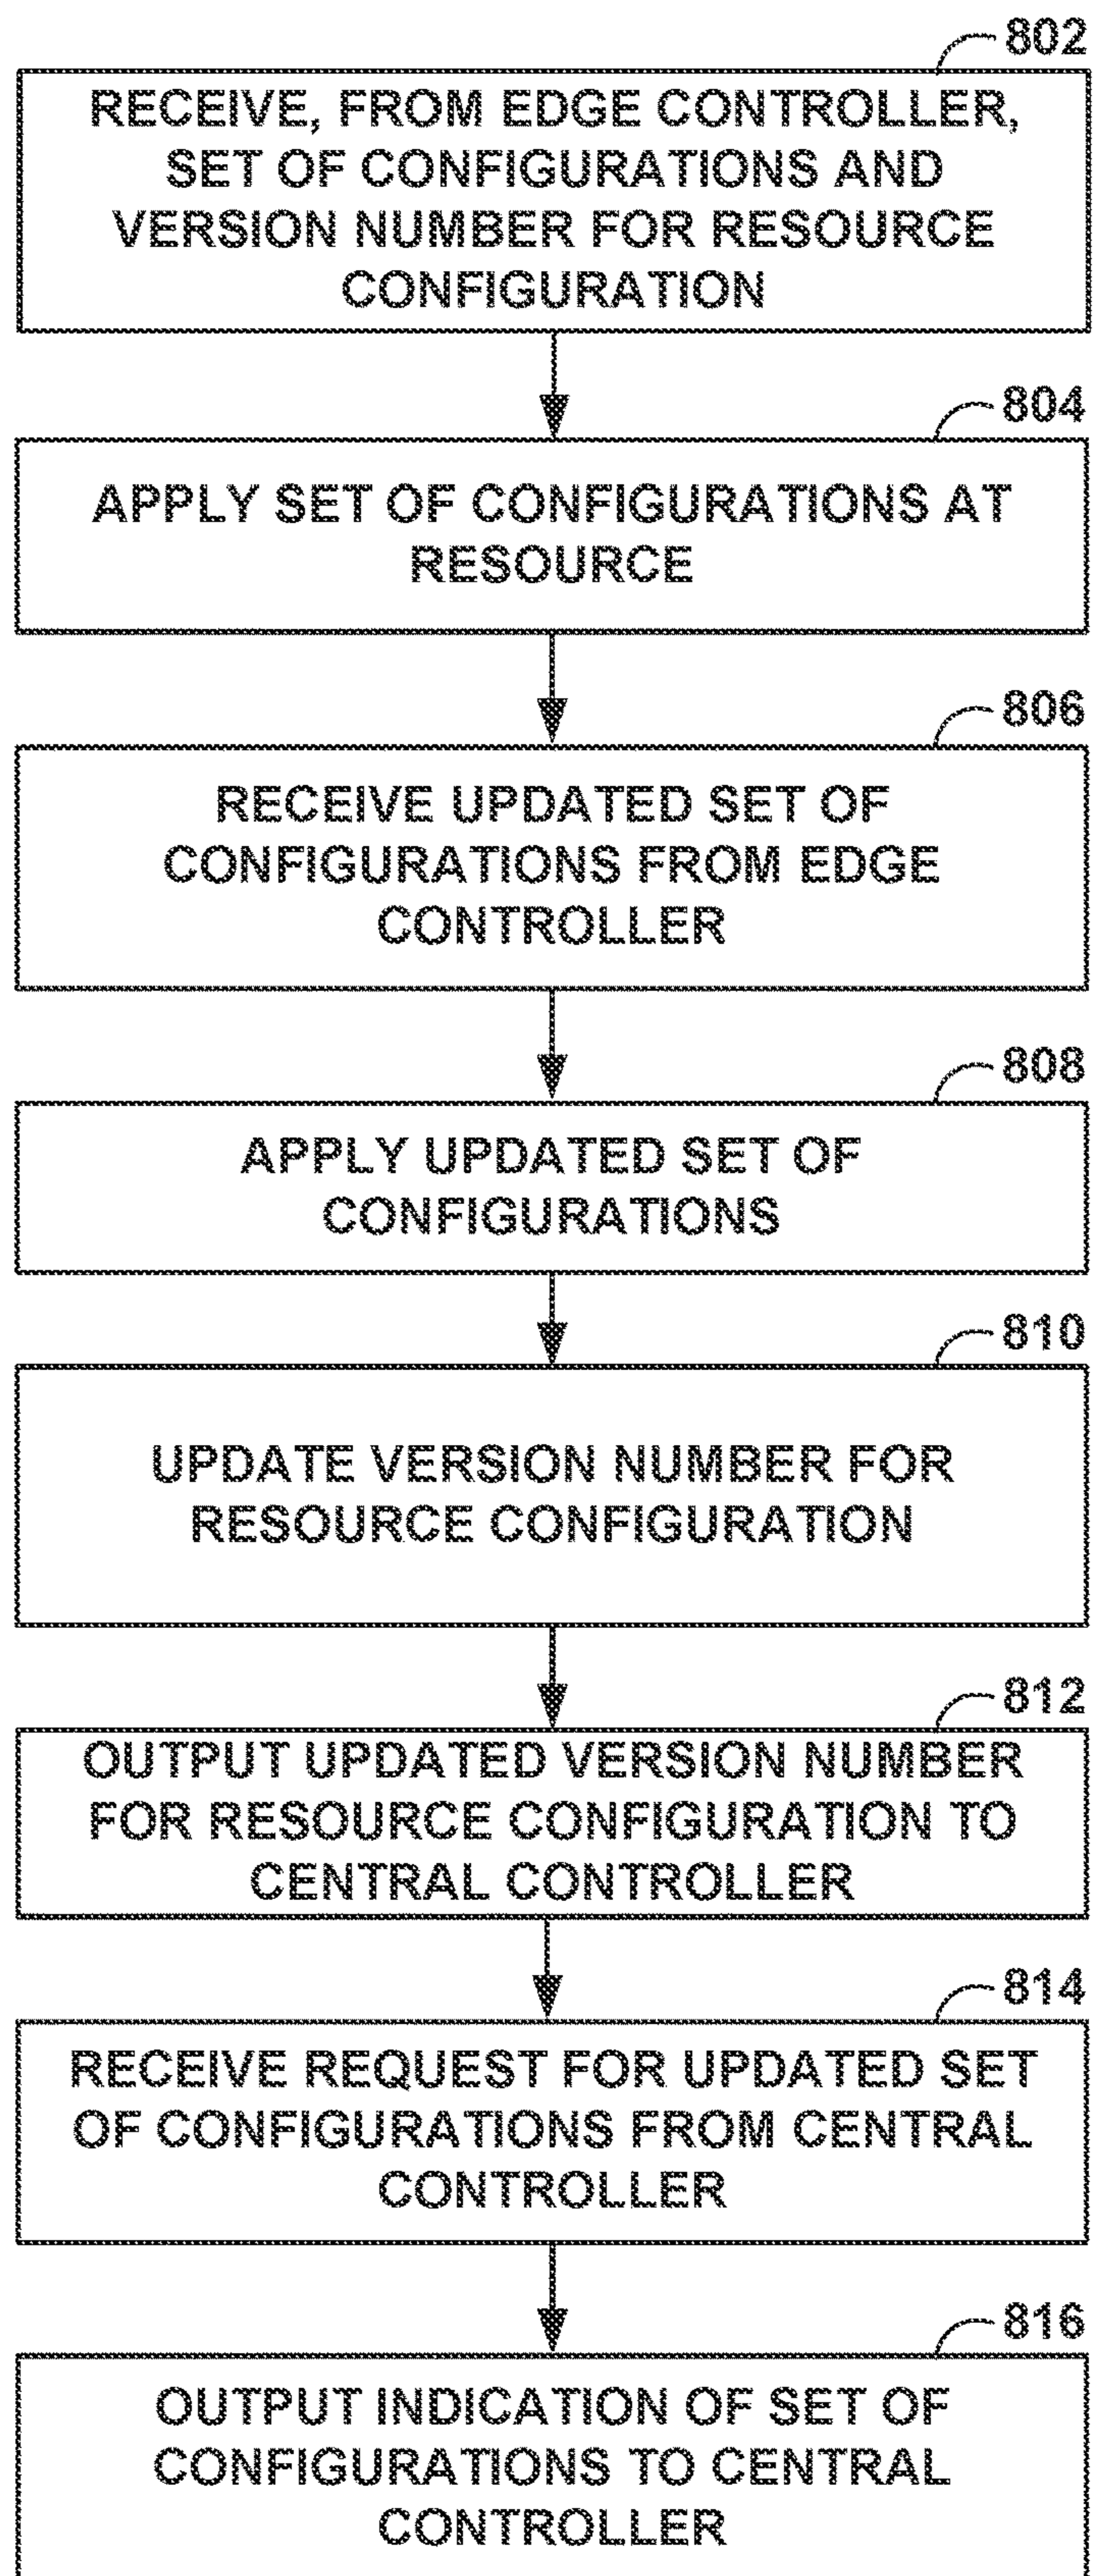 802
RECEIVE, FROM EDGE CONTROLLER,
SET OF CONFIGURATIONS AND
VERSION NUMBER FOR RESOURCE
CONFIGURATION
804
APPLY SET OF CONFIGURATIONS AT
RESOURCE
806
RECEIVE UPDATED SET OF
CONFIGURATIONS FROM EDGE
CONTROLLER
808
APPLY UPDATED SET OF
CONFIGURATIONS
810
UPDATE VERSION NUMBER FOR
RESOURCE CONFIGURATION
812
OUTPUT UPDATED VERSION NUMBER
FOR RESOURCE CONFIGURATION TO
CENTRAL CONTROLLER
814
RECEIVE REQUEST FOR UPDATED SET
OF CONFIGURATIONS FROM CENTRAL
CONTROLLER
816
OUTPUT INDICATION OF SET OF
CONFIGURATIONS TO CENTRAL
CONTROLLER